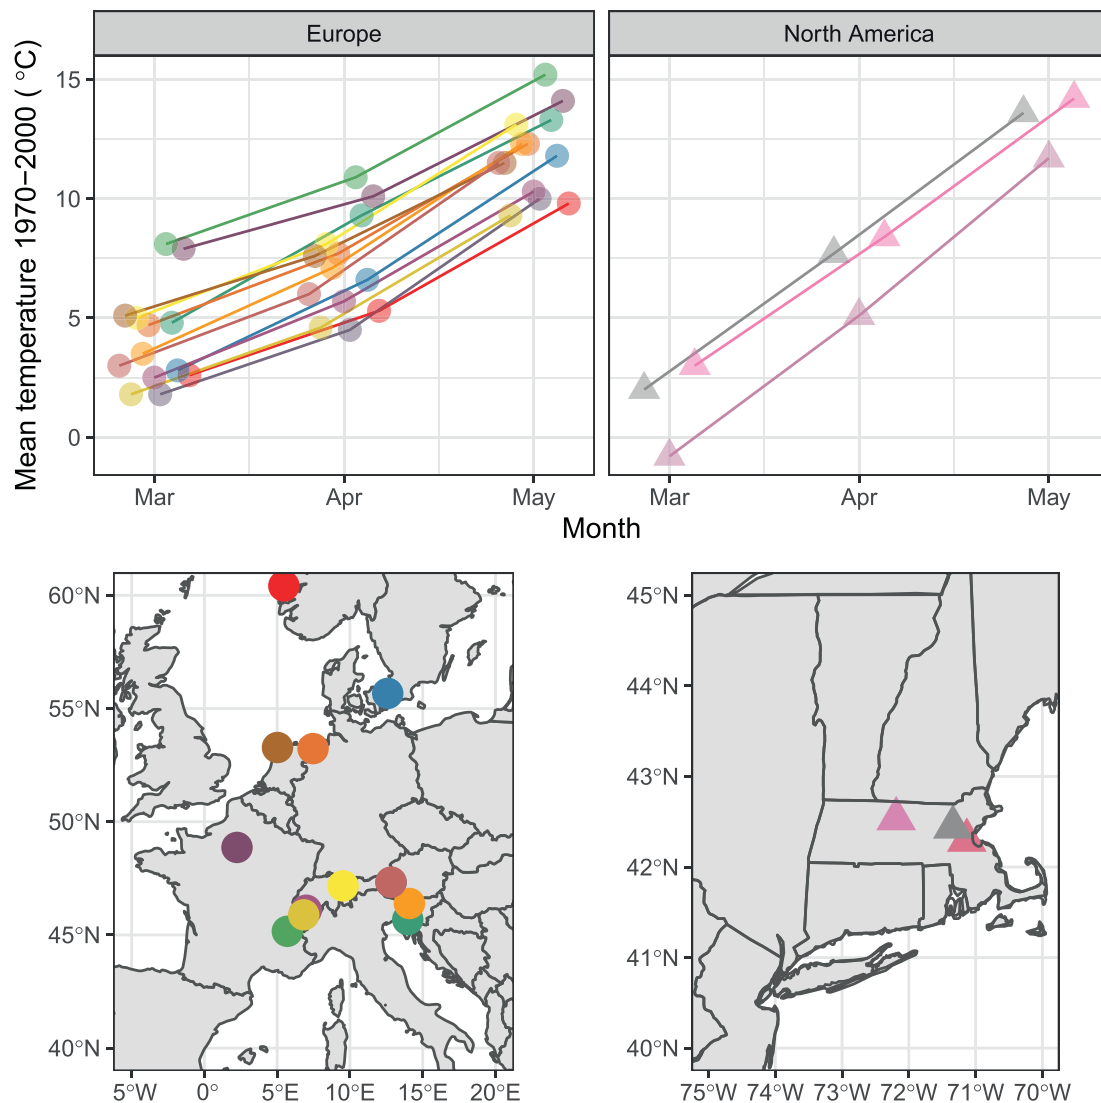 Europe
North America
Mean temperature 1970−2000 ( °C)
15
10
5
0
Mar
Apr
May
Mar
Apr
May
Month
60°N
55°N
50°N
45°N
40°N
5°W
0°
5°E
10°E
15°E
20°E
45°N
44°N
43°N
42°N
41°N
40°N
75°W
74°W
73°W
72°W
71°W
70°W